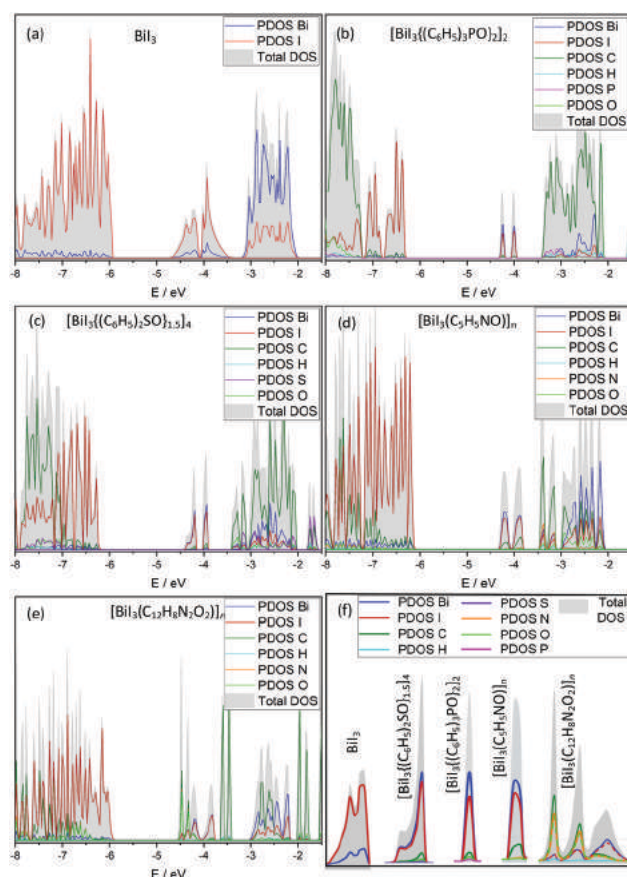 (a) BiI3
PDOS Bi
PDOS I
Total DOS
-8 -7 -6 -5 -4 -3 -2
E / eV
(b) [BiI3{(C6H5)3PO}2]2
PDOS Bi
PDOS I
PDOS C
PDOS H
PDOS P
PDOS O
Total DOS
-8 -7 -6 -5 -4 -3 -2
E / eV
(c) [BiI3{(C6H5)2SO}1.5]4
PDOS Bi
PDOS I
PDOS C
PDOS H
PDOS S
PDOS O
Total DOS
-8 -7 -6 -5 -4 -3 -2
E / eV
(d) [BiI3(C5H5NO)]n
PDOS Bi
PDOS I
PDOS C
PDOS H
PDOS N
PDOS O
Total DOS
-8 -7 -6 -5 -4 -3 -2
E / eV
(e) [BiI3(C12H8N2O2)]n
PDOS Bi
PDOS I
PDOS C
PDOS H
PDOS N
PDOS O
Total DOS
-8 -7 -6 -5 -4 -3 -2
E / eV
(f)
PDOS Bi PDOS S Total
PDOS I PDOS N DOS
PDOS C PDOS O
PDOS H PDOS P
BiI3
[BiI3{(C6H5)2SO}1.5]4
[BiI3{(C6H5)3PO}2]2
[BiI3(C5H5NO)]n
[BiI3(C12H8N2O2)]n